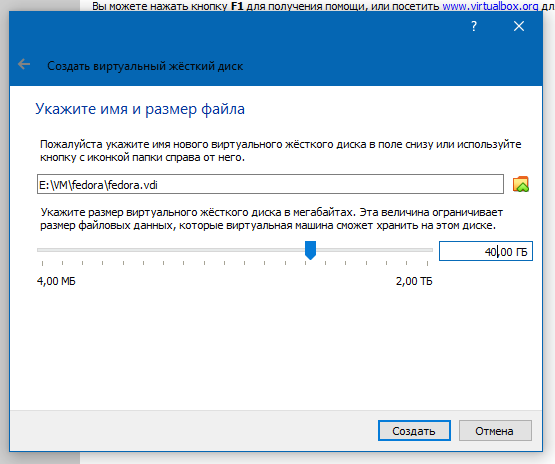 Вы можете нажать кнопку F1 для получения помощи, или посетить www.virtualbox.org дл
?
Создать виртуальный жёсткий диск
Укажите имя и размер файла
Пожалуйста укажите имя нового виртуального жёсткого диска в поле снизу или используйте
кнопку с иконкой папки справа от него.
E:\VM\fedora\fedora.vdi
Укажите размер виртуального жёсткого диска в мегабайтах. Эта величина ограничивает
размер файловых данных, которые виртуальная машина сможет хранить на этом диске.
40,00 ГБ
4,00 МБ 2,00 ТБ
Создать Отмена